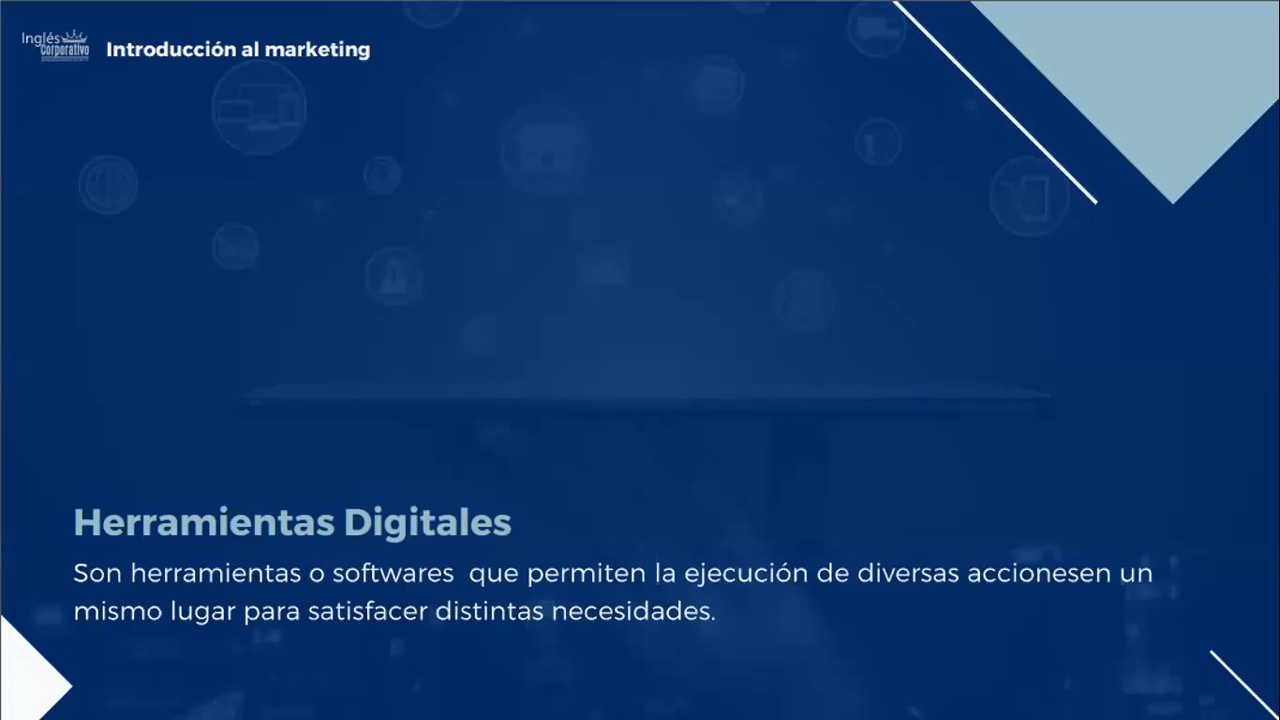 Inglés
Corporativo
Introducción al marketing
Herramientas Digitales
Son herramientas o softwares que permiten la ejecución de diversas accionesen un
mismo lugar para satisfacer distintas necesidades.